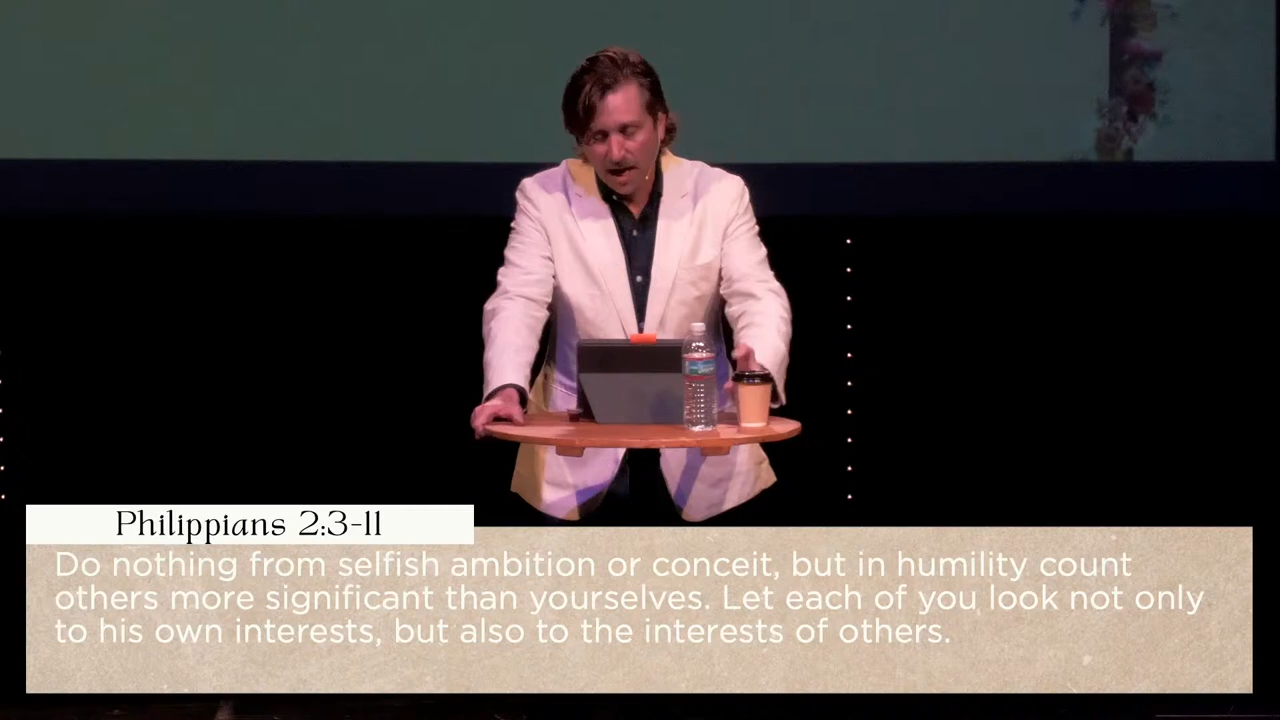 Philippians 2:3-11
Do nothing from selfish ambition or conceit, but in humility count
others more significant than yourselves. Let each of you look not only
to his own interests, but also to the interests of others.